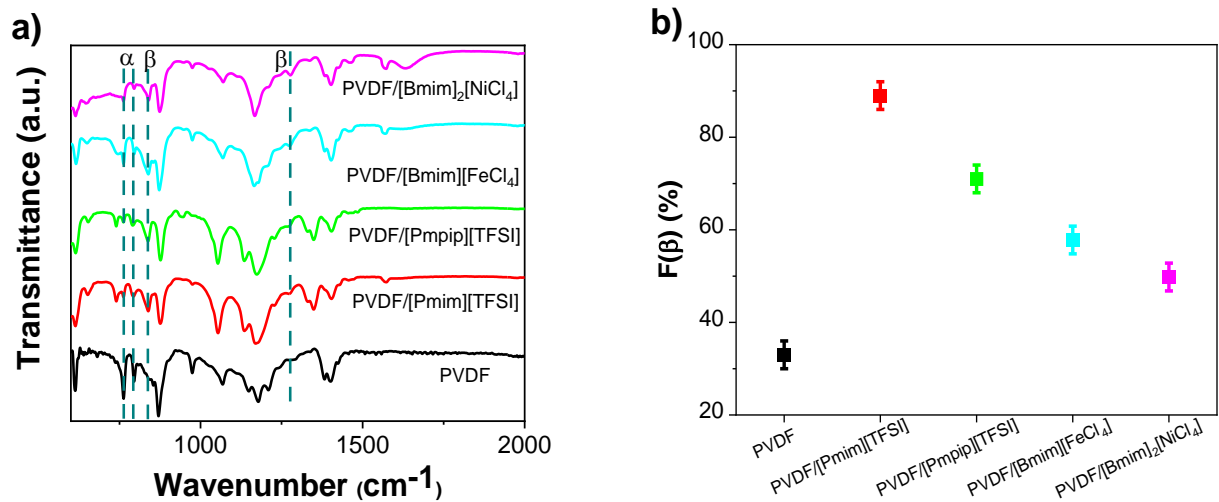 a)
Transmittance (a.u.)
α β β
PVDF/[Bmim]₂[NiCl₄]
PVDF/[Bmim][FeCl₄]
PVDF/[Pmpip][TFSI]
PVDF/[Pmim][TFSI]
PVDF
1000 1500 2000
Wavenumber (cm⁻¹)
b)
F(β) (%)
100
80
60
40
20
PVDF
PVDF/[Pmim][TFSI]
PVDF/[Pmpip][TFSI]
PVDF/[Bmim][FeCl₄]
PVDF/[Bmim]₂[NiCl₄]